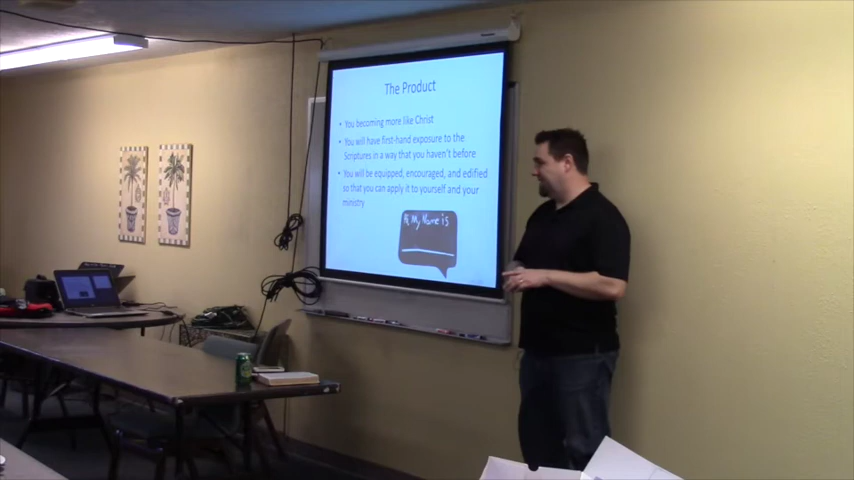 The Product
• You becoming more like Christ
• You will have first-hand exposure to the
Scriptures in a way that you haven't before
• You will be equipped, encouraged, and edified
so that you can apply it to yourself and your
ministry
Hi, My Name is